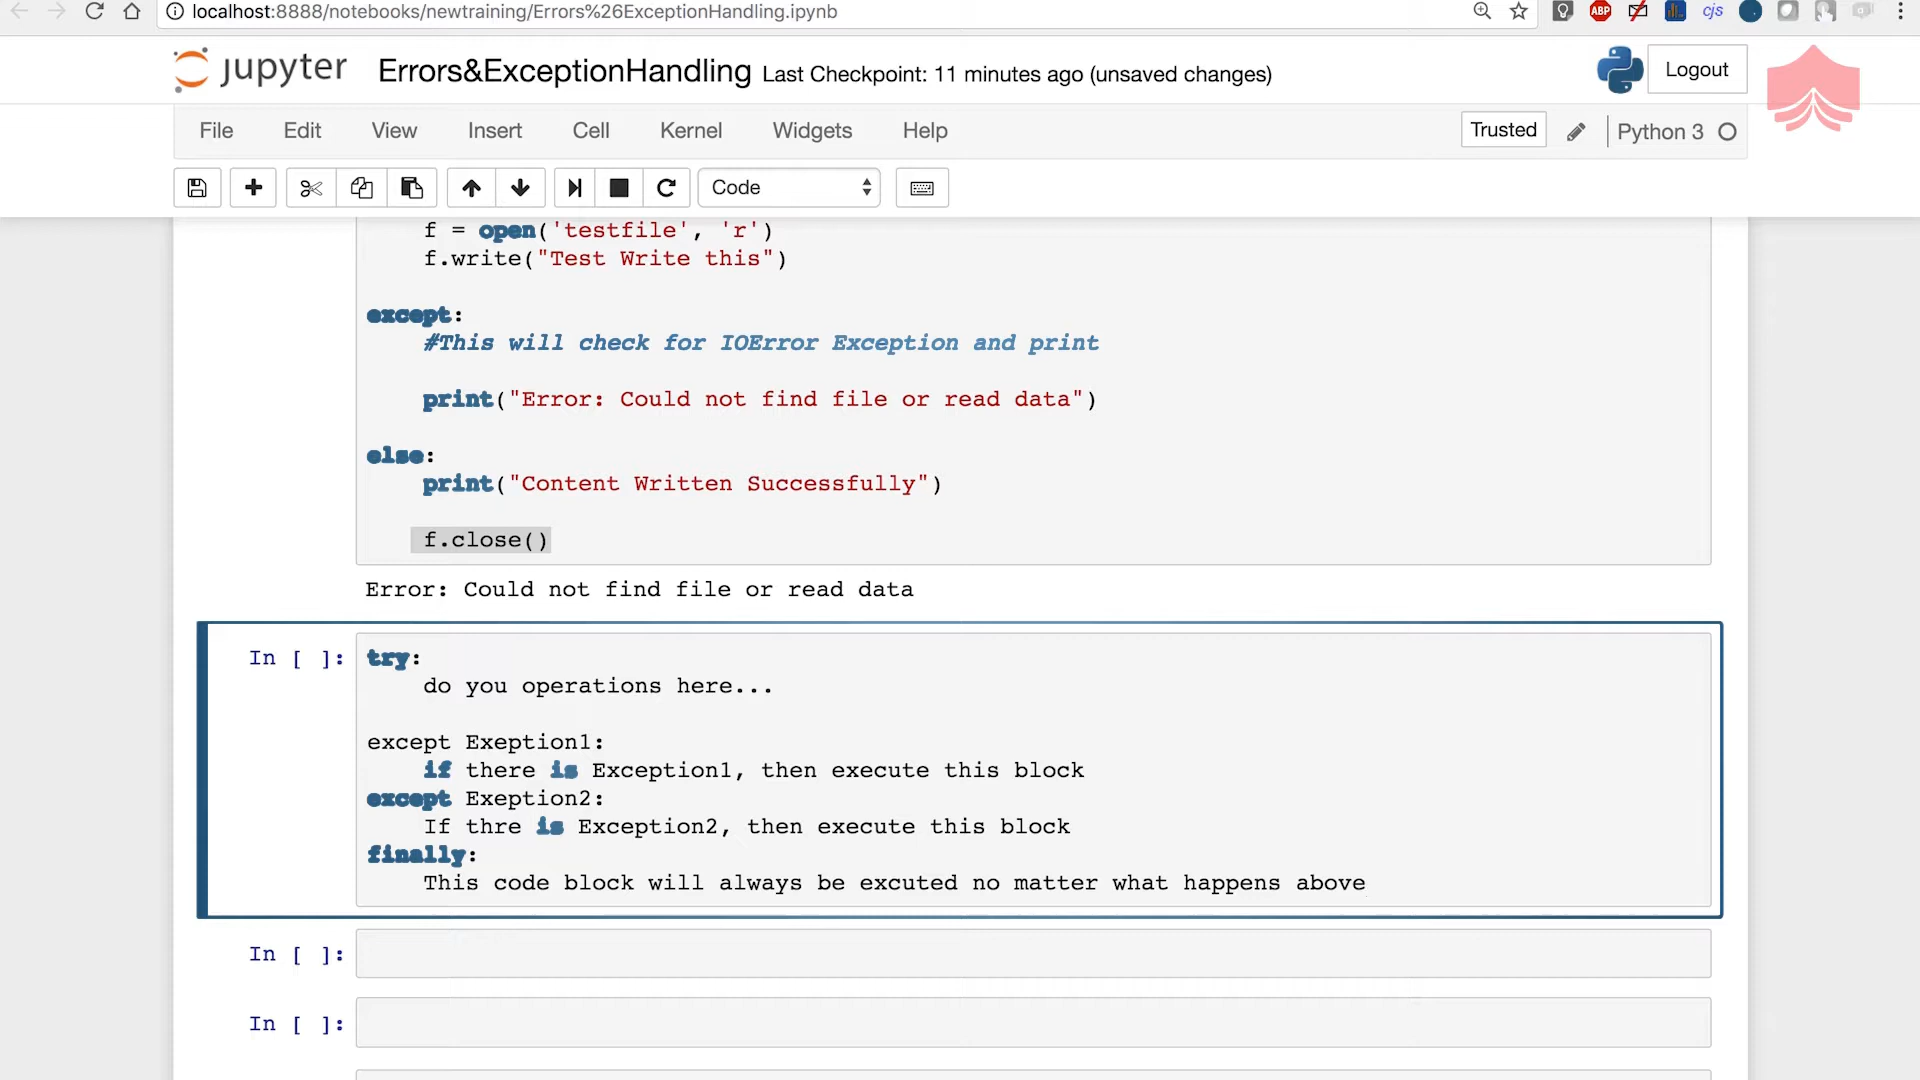 localhost:8888/notebooks/newtraining/Errors%26ExceptionHandling.ipynb
ABP
cjs
jupyter
Errors&ExceptionHandling Last Checkpoint: 11 minutes ago (unsaved changes)
Logout
File Edit View Insert Cell Kernel Widgets Help
Trusted
Python 3
Code
f = open('testfile', 'r')
f.write("Test Write this")
except:
#This will check for IOError Exception and print
print("Error: Could not find file or read data")
else:
print("Content Written Successfully")
f.close()
Error: Could not find file or read data
In [ ]: try:
do you operations here...
except Exeption1:
if there is Exception1, then execute this block
except Exeption2:
If thre is Exception2, then execute this block
finally:
This code block will always be excuted no matter what happens above
In [ ]:
In [ ]: